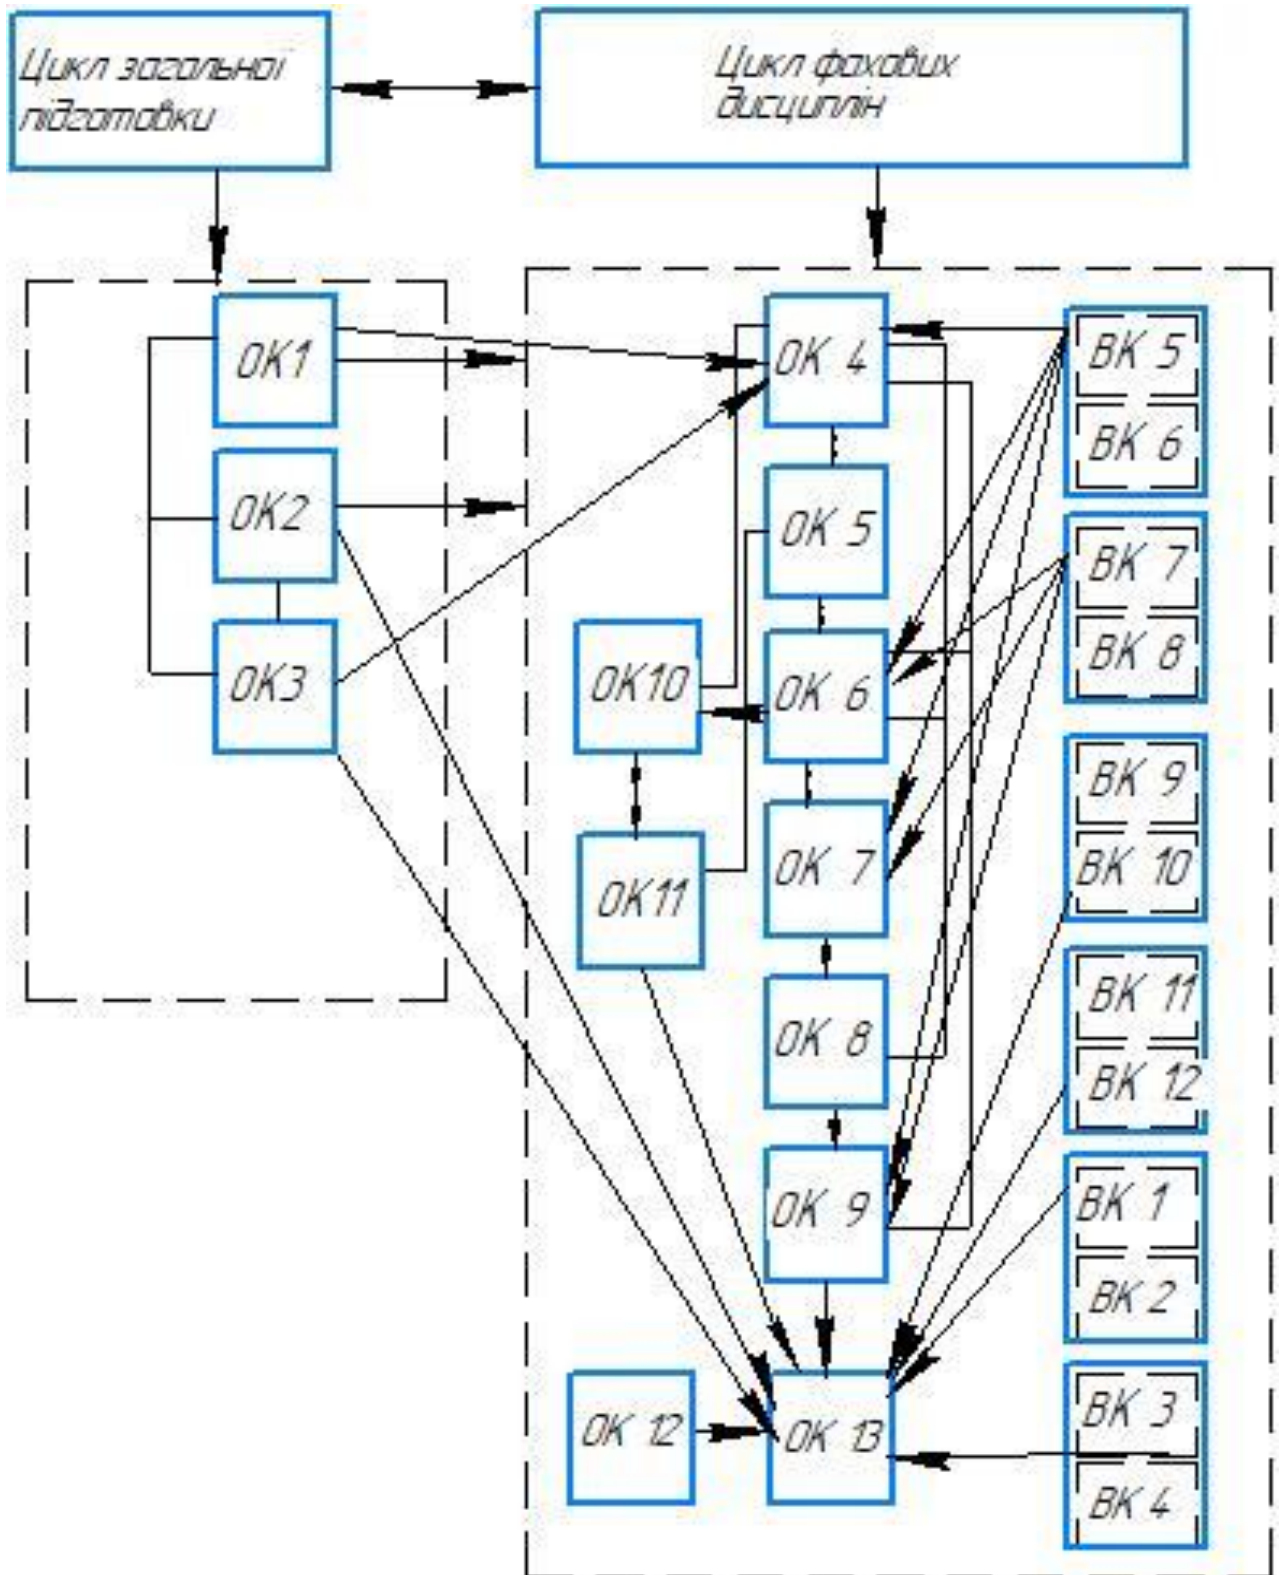 Цикл загальної
підготовки
Цикл фахових
дисциплін
ОК1
ОК2
ОК3
ОК 4
ОК 5
ОК 6
ОК 7
ОК 8
ОК 9
ОК10
ОК11
ОК 12
ОК 13
ВК 5
ВК 6
ВК 7
ВК 8
ВК 9
ВК 10
ВК 11
ВК 12
ВК 1
ВК 2
ВК 3
ВК 4